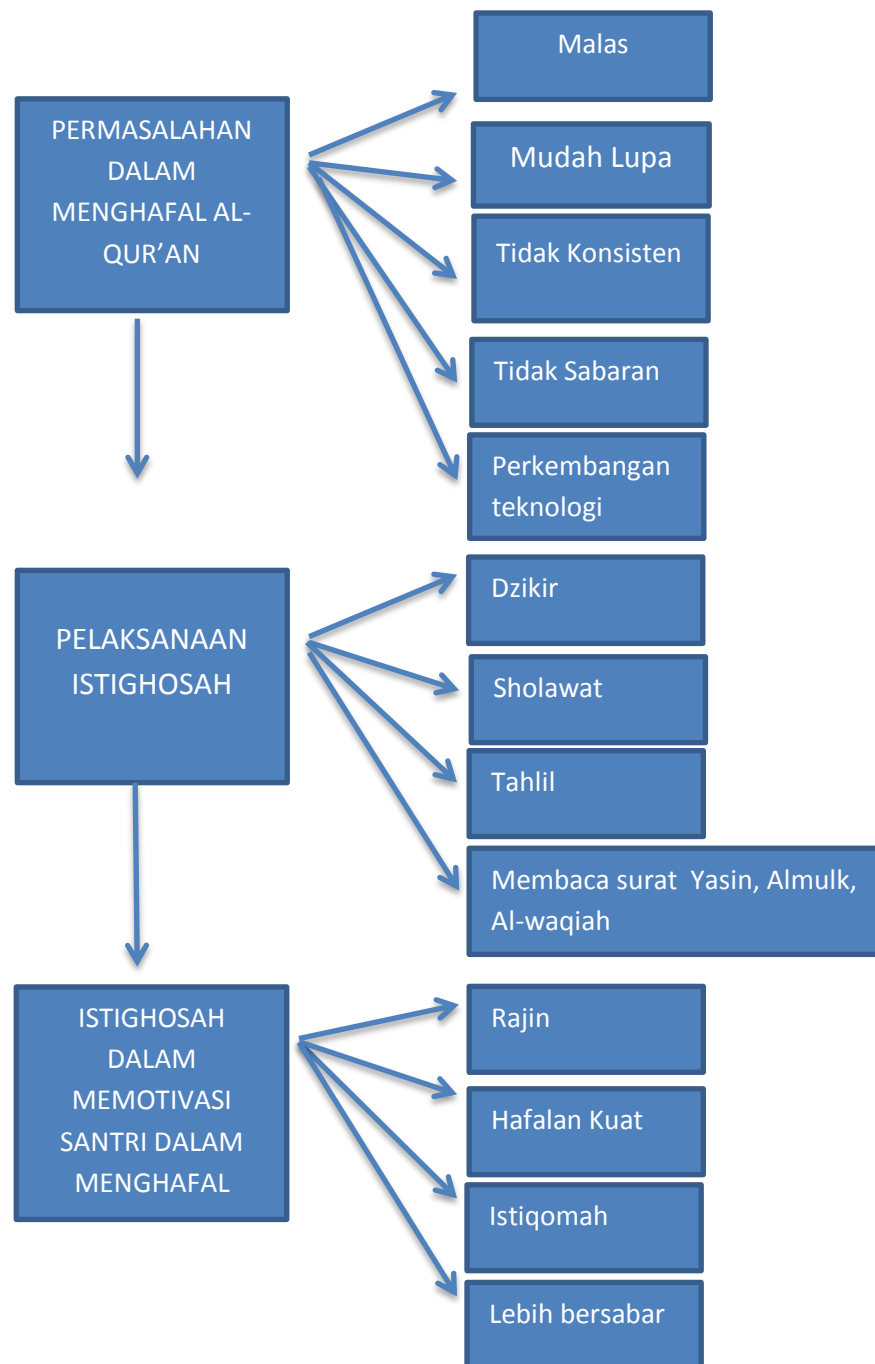 PERMASALAHAN
DALAM
MENGHAFAL AL-
QUR’AN
Malas
Mudah Lupa
Tidak Konsisten
Tidak Sabaran
Perkembangan
teknologi
PELAKSANAAN
ISTIGHOSAH
Dzikir
Sholawat
Tahlil
Membaca surat  Yasin, Almulk,
Al-waqiah
ISTIGHOSAH
DALAM
MEMOTIVASI
SANTRI DALAM
MENGHAFAL
Rajin
Hafalan Kuat
Istiqomah
Lebih bersabar